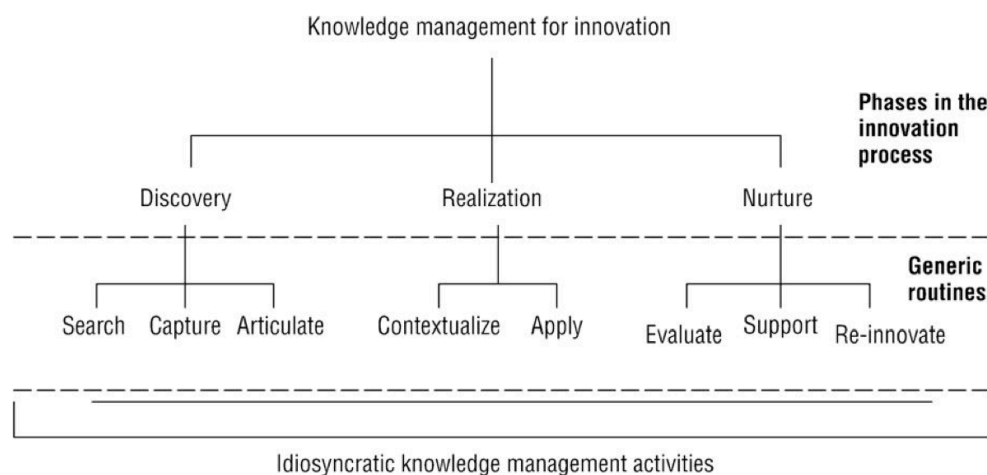 Knowledge management for innovation
Phases in the
innovation
process
Discovery
Realization
Nurture
Generic
routines
Search
Capture
Articulate
Contextualize
Apply
Evaluate
Support
Re-innovate
Idiosyncratic knowledge management activities